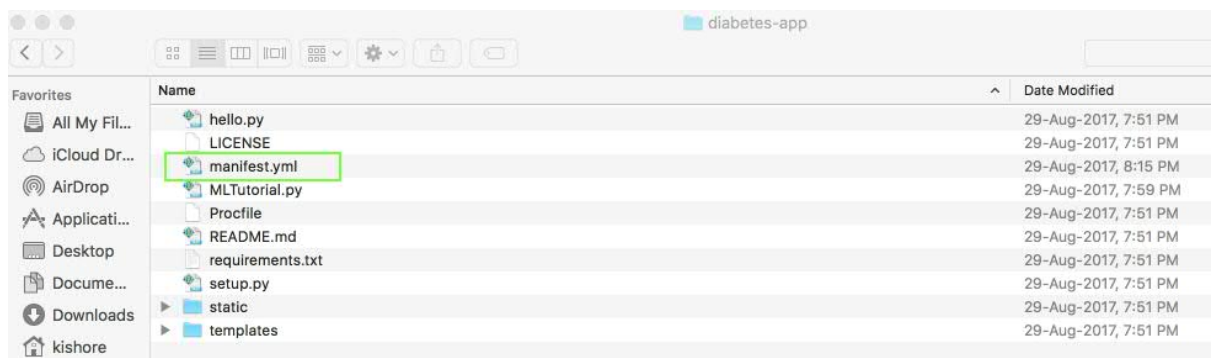 diabetes-app
Favorites
All My Fil...
iCloud Dr...
AirDrop
Applicati...
Desktop
Docume...
Downloads
kishore
Name Date Modified
hello.py 29-Aug-2017, 7:51 PM
LICENSE 29-Aug-2017, 7:51 PM
manifest.yml 29-Aug-2017, 8:15 PM
MLTutorial.py 29-Aug-2017, 7:59 PM
Procfile 29-Aug-2017, 7:51 PM
README.md 29-Aug-2017, 7:51 PM
requirements.txt 29-Aug-2017, 7:51 PM
setup.py 29-Aug-2017, 7:51 PM
static 29-Aug-2017, 7:51 PM
templates 29-Aug-2017, 7:51 PM